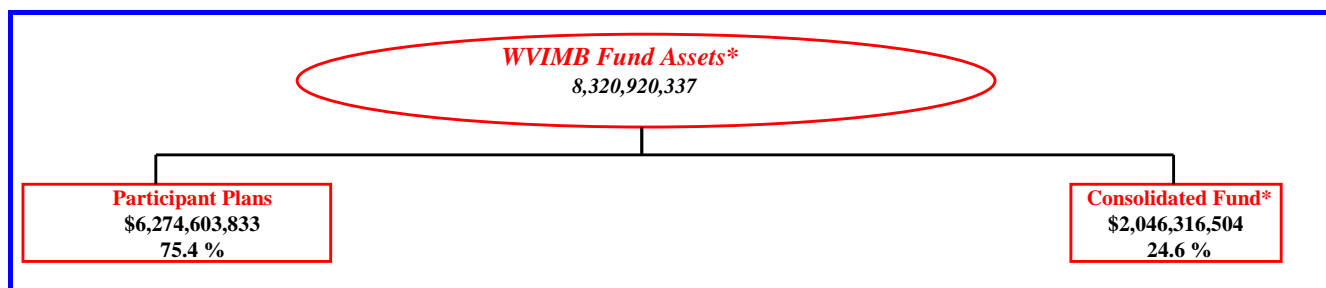 WVIMB Fund Assets*
8,320,920,337
Participant Plans
$6,274,603,833
75.4 %
Consolidated Fund*
$2,046,316,504
24.6 %